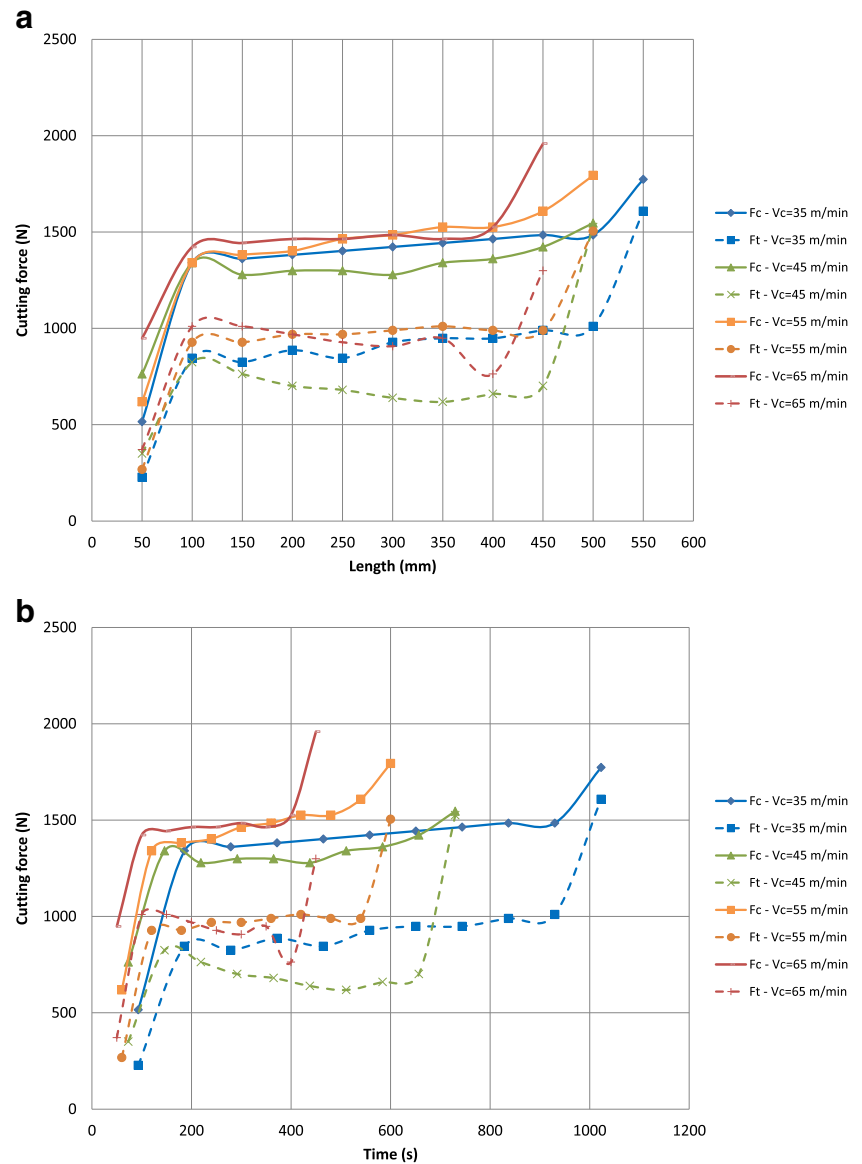 a
2500
2000
1500
1000
500
0
Cutting force (N)
0 50 100 150 200 250 300 350 400 450 500 550 600
Length (mm)
Fc - Vc=35 m/min
Ft - Vc=35 m/min
Fc - Vc=45 m/min
Ft - Vc=45 m/min
Fc - Vc=55 m/min
Ft - Vc=55 m/min
Fc - Vc=65 m/min
Ft - Vc=65 m/min
b
2500
2000
1500
1000
500
0
Cutting force (N)
0 200 400 600 800 1000 1200
Time (s)
Fc - Vc=35 m/min
Ft - Vc=35 m/min
Fc - Vc=45 m/min
Ft - Vc=45 m/min
Fc - Vc=55 m/min
Ft - Vc=55 m/min
Fc - Vc=65 m/min
Ft - Vc=65 m/min